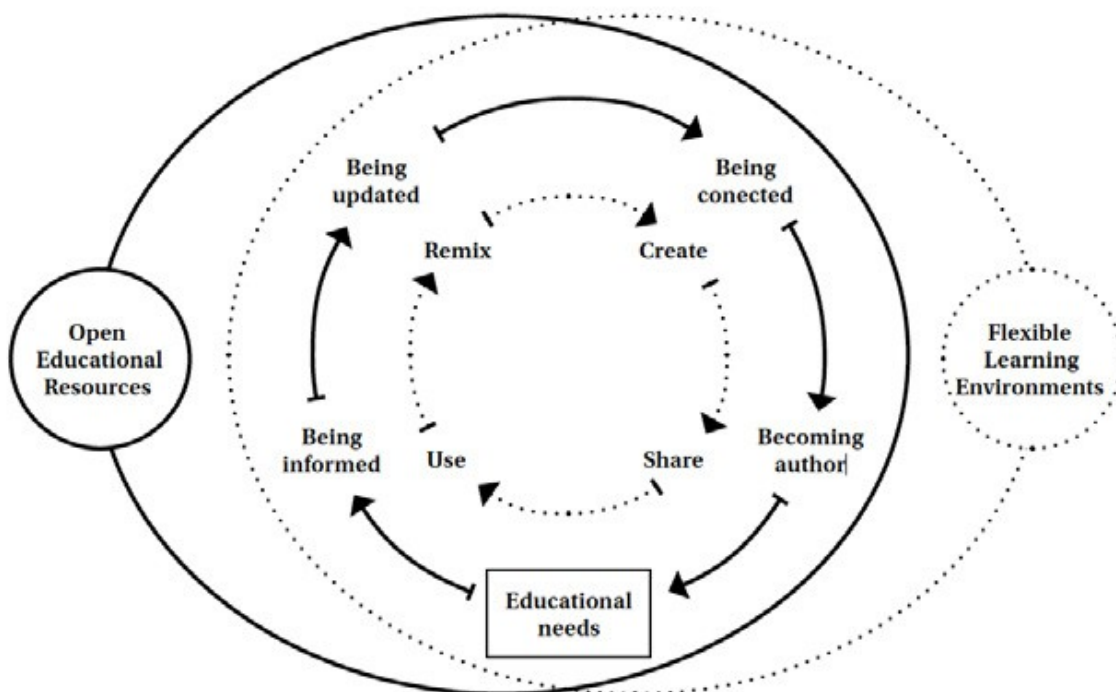 Being
updated
Being
conected
Remix
Create
Open
Educational
Resources
Flexible
Learning
Environments
Being
informed
Use
Share
Becoming
author
Educational
needs